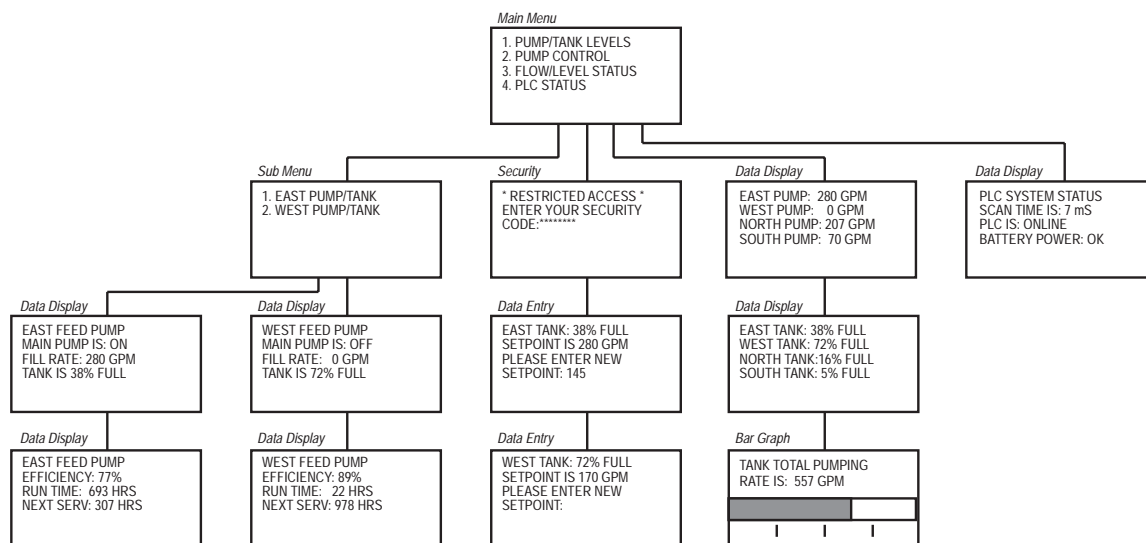 Main Menu
1. PUMP/TANK LEVELS
2. PUMP CONTROL
3. FLOW/LEVEL STATUS
4. PLC STATUS
Sub Menu
1. EAST PUMP/TANK
2. WEST PUMP/TANK
Security
* RESTRICTED ACCESS *
ENTER YOUR SECURITY
CODE:********
Data Display
EAST PUMP: 280 GPM
WEST PUMP: 0 GPM
NORTH PUMP: 207 GPM
SOUTH PUMP: 70 GPM
Data Display
PLC SYSTEM STATUS
SCAN TIME IS: 7 mS
PLC IS: ONLINE
BATTERY POWER: OK
Data Display
EAST FEED PUMP
MAIN PUMP IS: ON
FILL RATE: 280 GPM
TANK IS 38% FULL
Data Display
WEST FEED PUMP
MAIN PUMP IS: OFF
FILL RATE: 0 GPM
TANK IS 72% FULL
Data Entry
EAST TANK: 38% FULL
SETPOINT IS 280 GPM
PLEASE ENTER NEW
SETPOINT: 145
Data Display
EAST TANK: 38% FULL
WEST TANK: 72% FULL
NORTH TANK:16% FULL
SOUTH TANK: 5% FULL
Data Display
EAST FEED PUMP
EFFICIENCY: 77%
RUN TIME: 693 HRS
NEXT SERV: 307 HRS
Data Display
WEST FEED PUMP
EFFICIENCY: 89%
RUN TIME: 22 HRS
NEXT SERV: 978 HRS
Data Entry
WEST TANK: 72% FULL
SETPOINT IS 170 GPM
PLEASE ENTER NEW
SETPOINT:
Bar Graph
TANK TOTAL PUMPING
RATE IS: 557 GPM